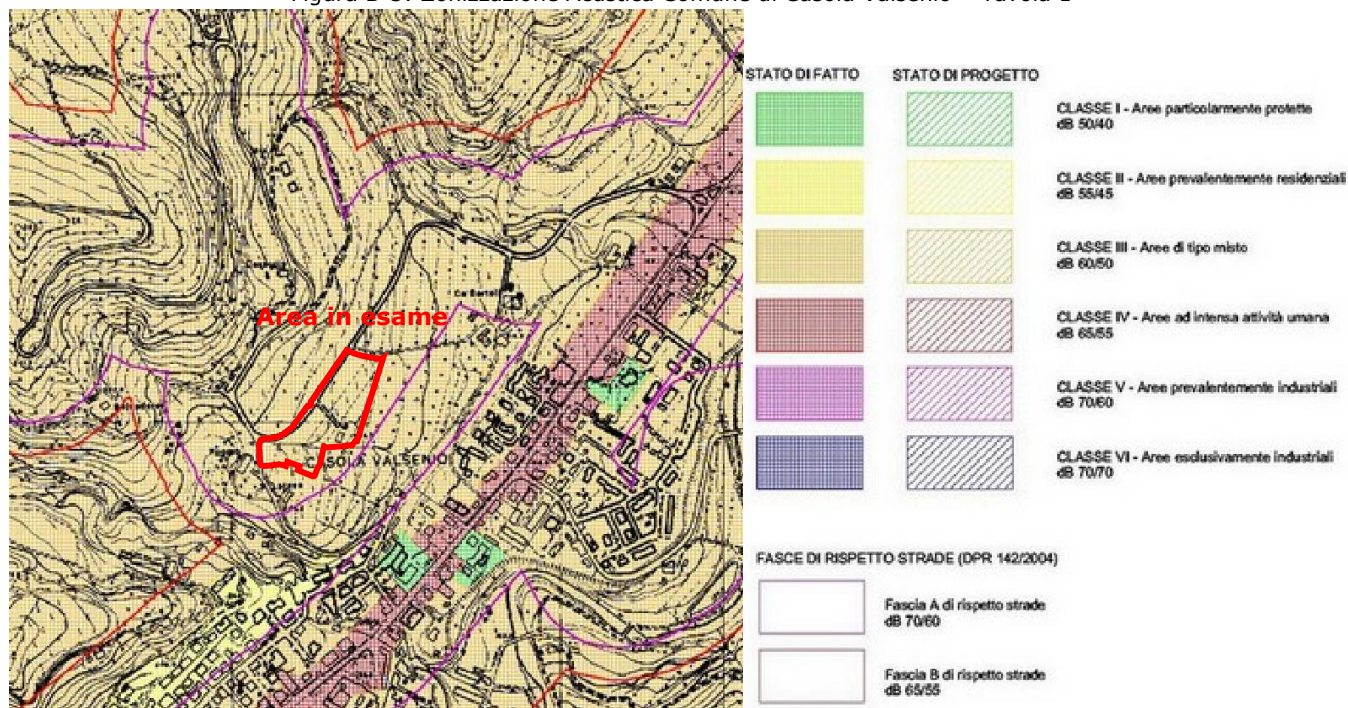 Area in esame
CASOLA VALSENIO
STATO DI FATTO
STATO DI PROGETTO
CLASSE I - Aree particolarmente protette
dB 50/40
CLASSE II - Aree prevalentemente residenziali
dB 55/45
CLASSE III - Aree di tipo misto
dB 60/50
CLASSE IV - Aree ad intensa attività umana
dB 65/55
CLASSE V - Aree prevalentemente industriali
dB 70/60
CLASSE VI - Aree esclusivamente industriali
dB 70/70
FASCE DI RISPETTO STRADE (DPR 142/2004)
Fascia A di rispetto strade
dB 70/60
Fascia B di rispetto strade
dB 65/55